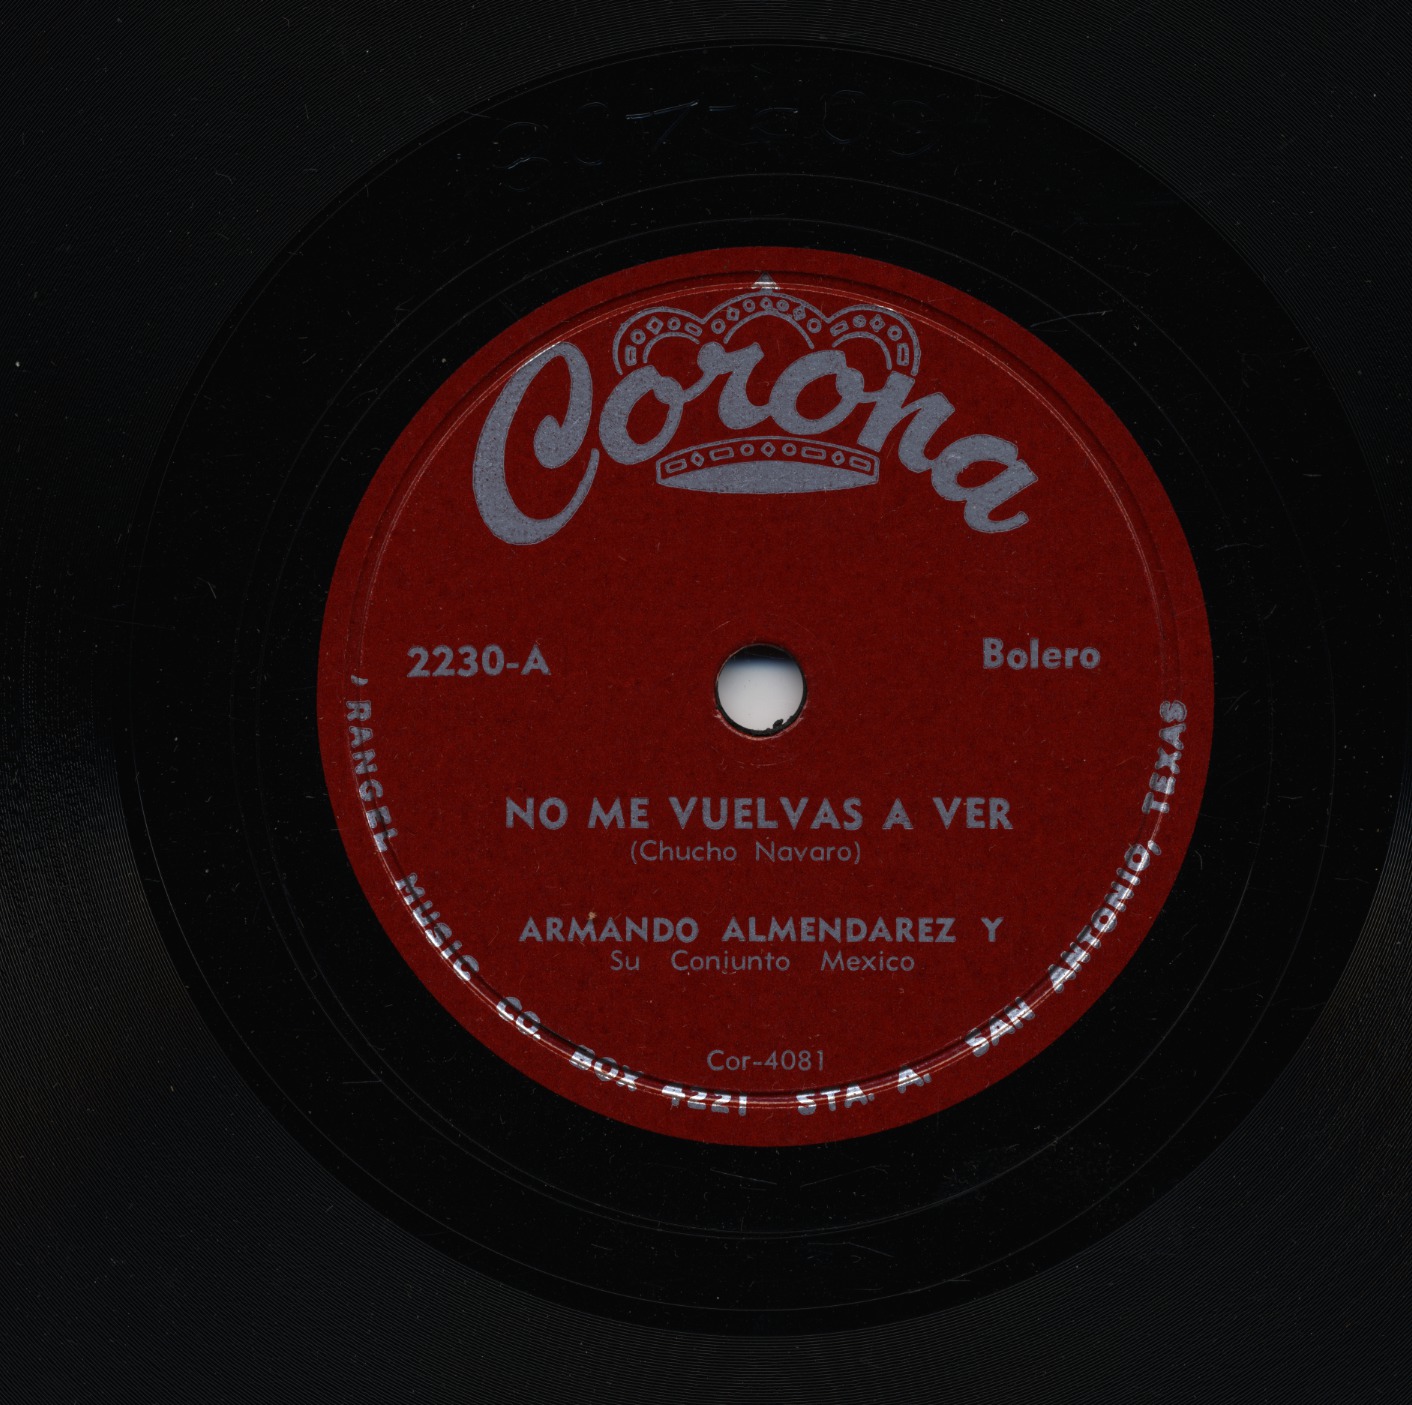 Corona
2230-A
Bolero
NO ME VUELVAS A VER
(Chucho Navaro)
ARMANDO ALMENDAREZ Y
Su Conjunto Mexico
Cor-4081
RANGEL MUSIC CO. BOX 4221 STA. A. SAN ANTONIO, TEXAS